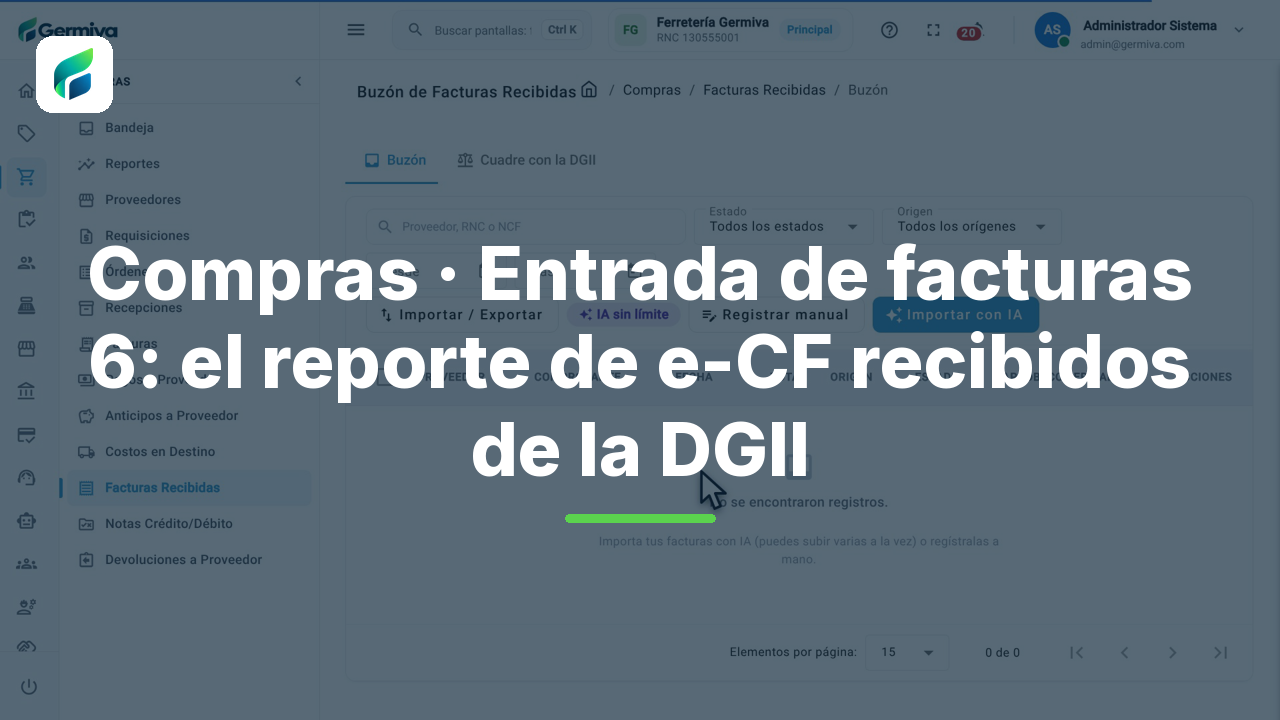 Germiva
Buscar pantallas:
Ctrl K
FG
Ferretería Germiva
RNC 130555001
Principal
20
AS
Administrador Sistema
admin@germiva.com
Buzón de Facturas Recibidas
/ Compras / Facturas Recibidas / Buzón
Bandeja
Reportes
Proveedores
Requisiciones
Recepciones
Anticipos a Proveedor
Costos en Destino
Facturas Recibidas
Notas Crédito/Débito
Devoluciones a Proveedor
Buzón
Cuadre con la DGII
Proveedor, RNC o NCF
Estado
Todos los estados
Origen
Todos los orígenes
Importar / Exportar
IA sin límite
Registrar manual
Importar con IA
Compras · Entrada de facturas
6: el reporte de e-CF recibidos
de la DGII
se encontraron registros.
Importa tus facturas con IA (puedes subir varias a la vez) o regístralas a
mano.
Elementos por página:
15
0 de 0